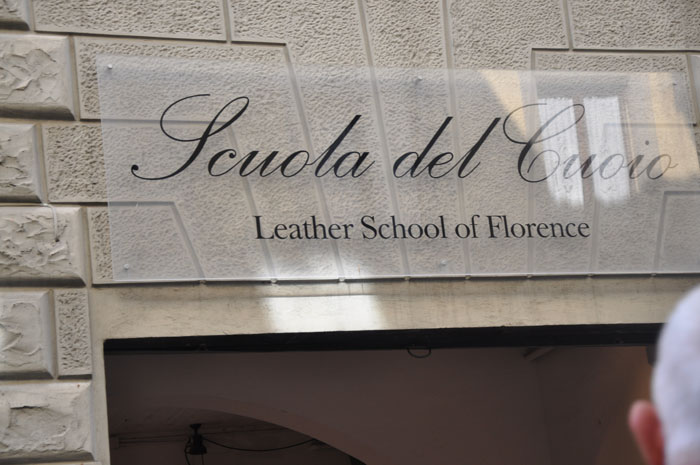 Scuola del Cuoio
Leather School of Florence